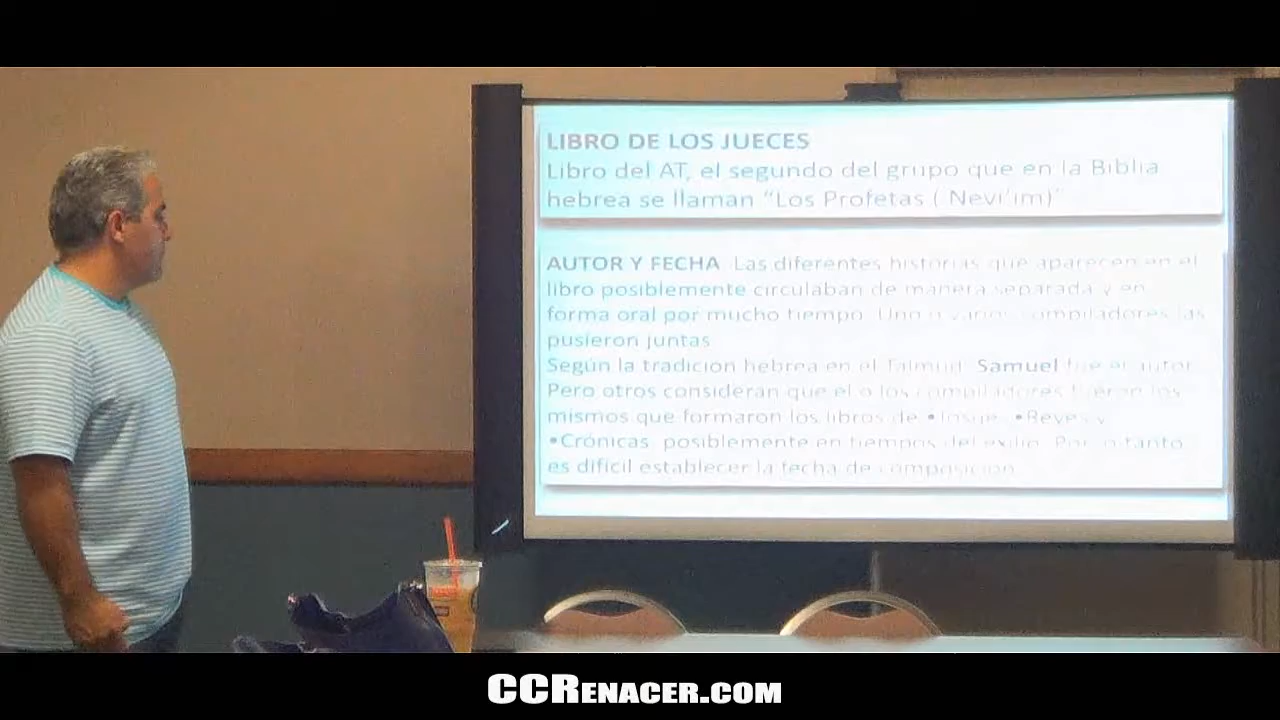 LIBRO DE LOS JUECES
Libro del AT, el segundo del grupo que en la Biblia
hebrea se llaman “Los Profetas ( Nevi’im)”
AUTOR Y FECHA Las diferentes historias que aparecen en el
libro posiblemente circulaban de manera separada y en
forma oral por mucho tiempo. Uno o varios compiladores las
pusieron juntas
Según la tradicion hebrea en el Talmud Samuel fue el autor
Pero otros consideran que el o los compiladores fueron los
mismos que formaron los libros de •Josue •Reyes y
•Crónicas posiblemente en tiempos del exilio. Por lo tanto
es difícil establecer la fecha de composicion
CCRENACER.COM